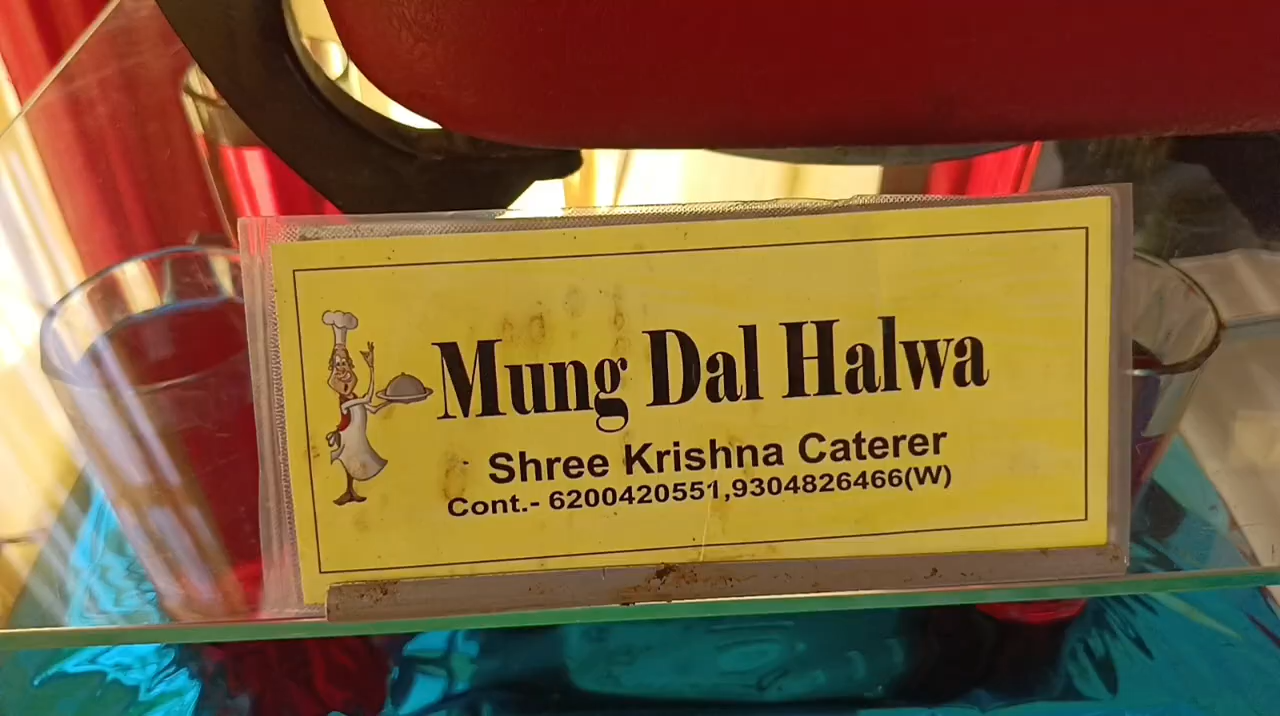 Mung Dal Halwa
Shree Krishna Caterer
Cont.- 6200420551,9304826466(W)